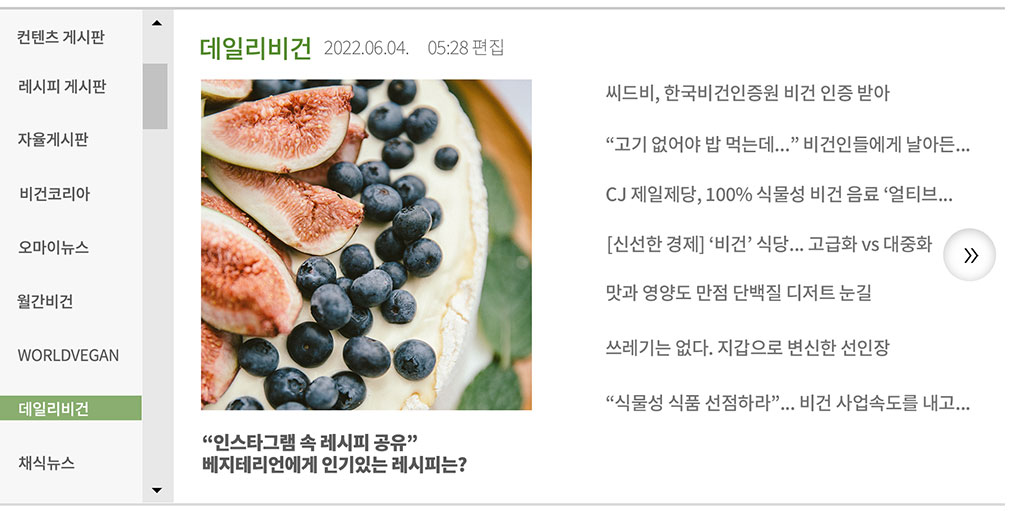 컨텐츠 게시판
레시피 게시판
자율게시판
비건코리아
오마이뉴스
월간비건
WORLDVEGAN
데일리비건
채식뉴스
데일리비건 2022.06.04. 05:28 편집
“인스타그램 속 레시피 공유”
베지테리언에게 인기있는 레시피는?
씨드비, 한국비건인증원 비건 인증 받아
“고기 없어야 밥 먹는데...” 비건인들에게 날아든...
CJ 제일제당, 100% 식물성 비건 음료 ‘얼티브...
[신선한 경제] ‘비건’ 식당... 고급화 vs 대중화
맛과 영양도 만점 단백질 디저트 눈길
쓰레기는 없다. 지갑으로 변신한 선인장
“식물성 식품 선점하라”... 비건 사업속도를 내고...